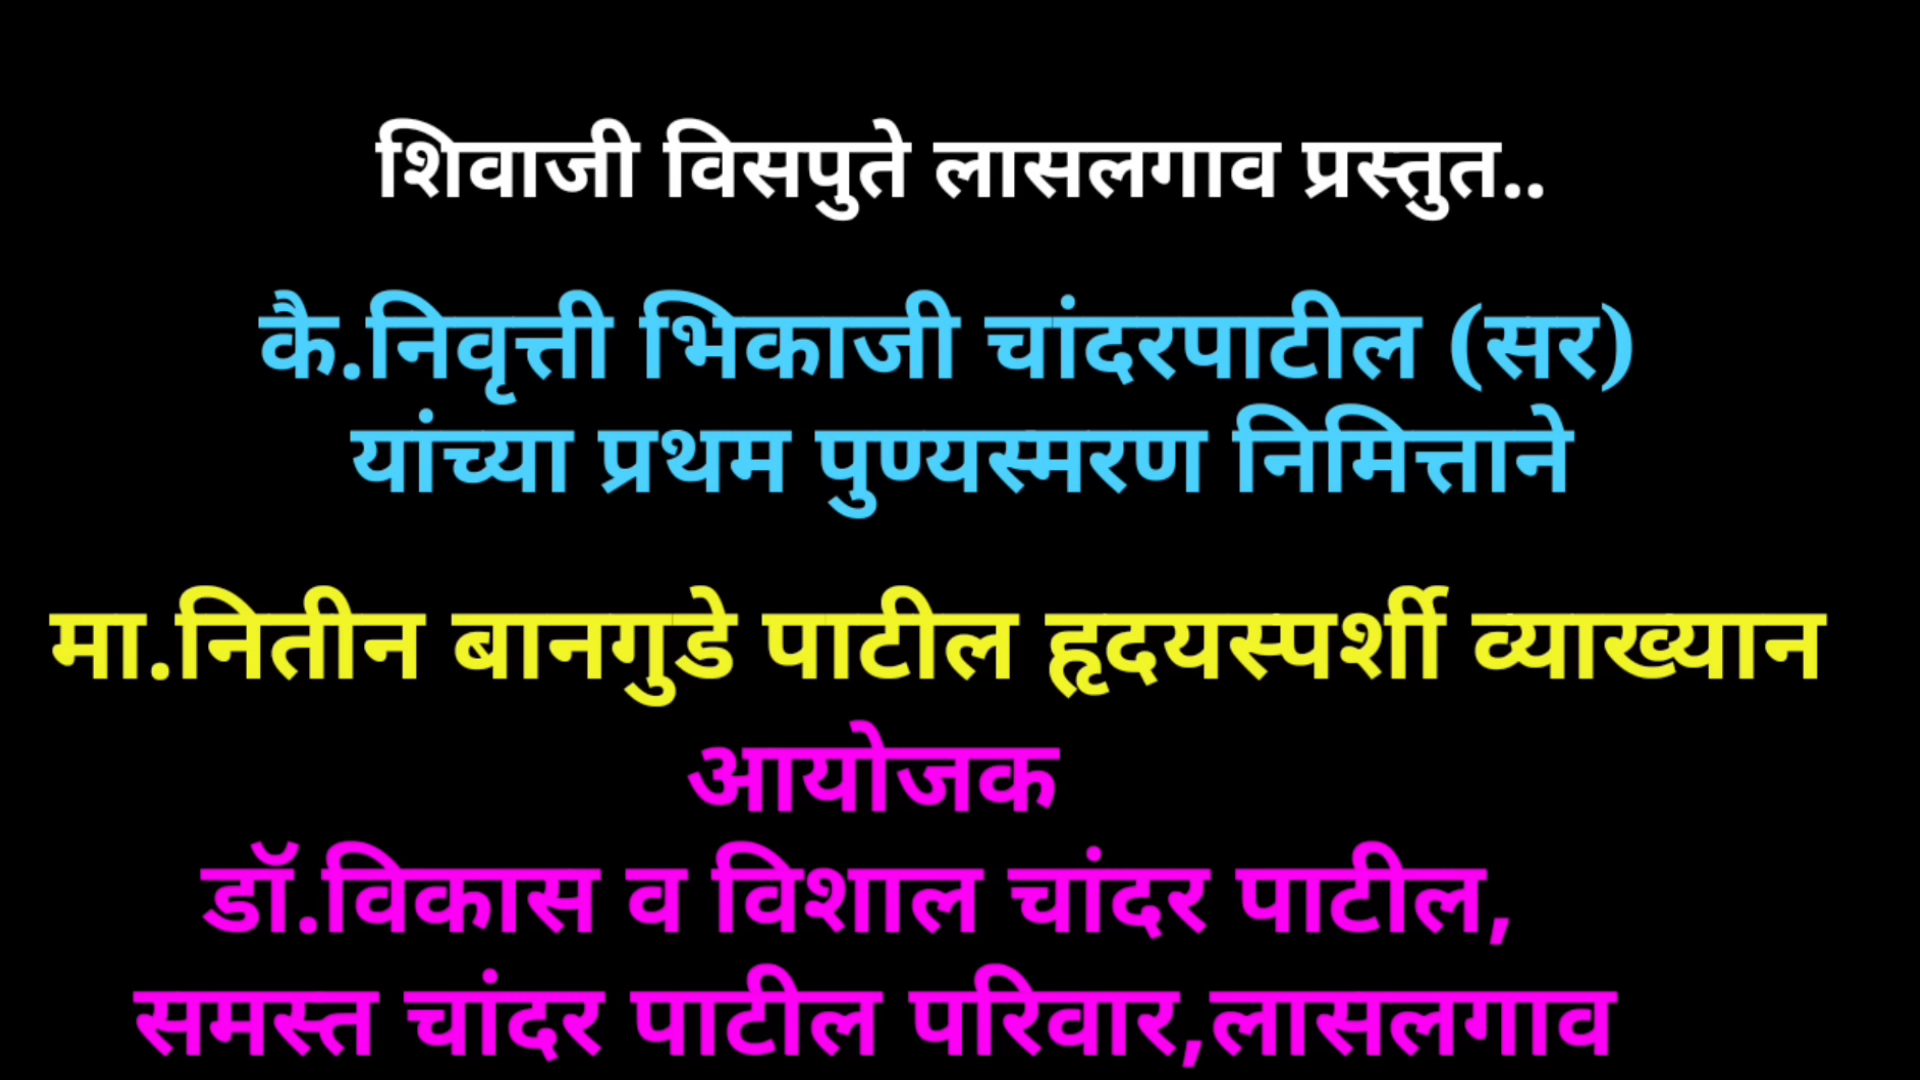 शिवाजी विसपुते लासलगाव प्रस्तुत..
कै.निवृत्ती भिकाजी चांदरपाटील (सर)
यांच्या प्रथम पुण्यस्मरण निमित्ताने
मा.नितीन बानगुडे पाटील हृदयस्पर्शी व्याख्यान
आयोजक
डॉ.विकास व विशाल चांदर पाटील,
समस्त चांदर पाटील परिवार,लासलगाव